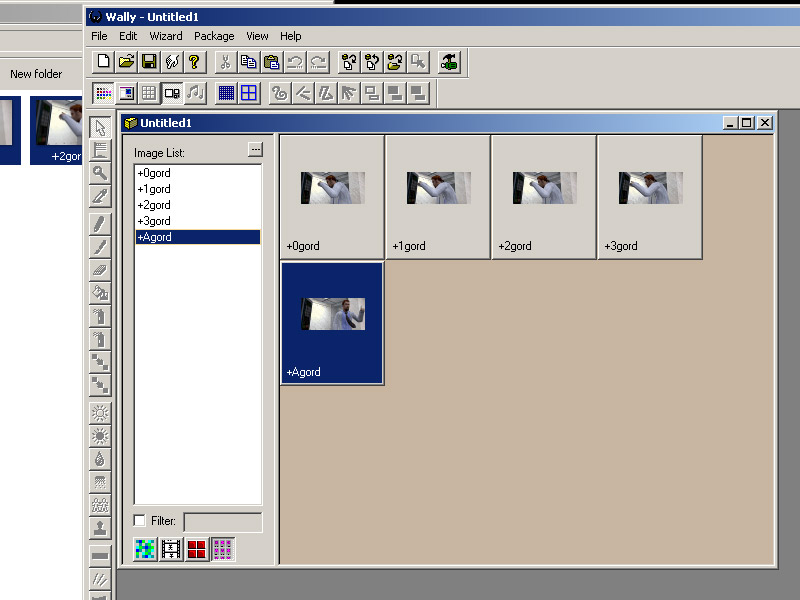 Wally - Untitled1
File Edit Wizard Package View Help
New folder
+2gor
Untitled1
Image List:
...
+0gord
+1gord
+2gord
+3gord
+Agord
+0gord
+1gord
+2gord
+3gord
+Agord
Filter: